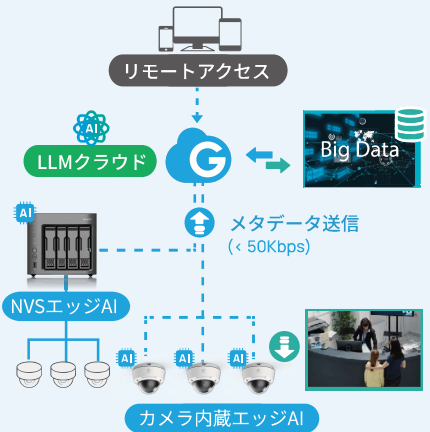 リモートアクセス
AI
LLMクラウド
G
Big Data
AI
メタデータ送信
(< 50Kbps)
NVSエッジAI
AI
AI
AI
カメラ内蔵エッジAI